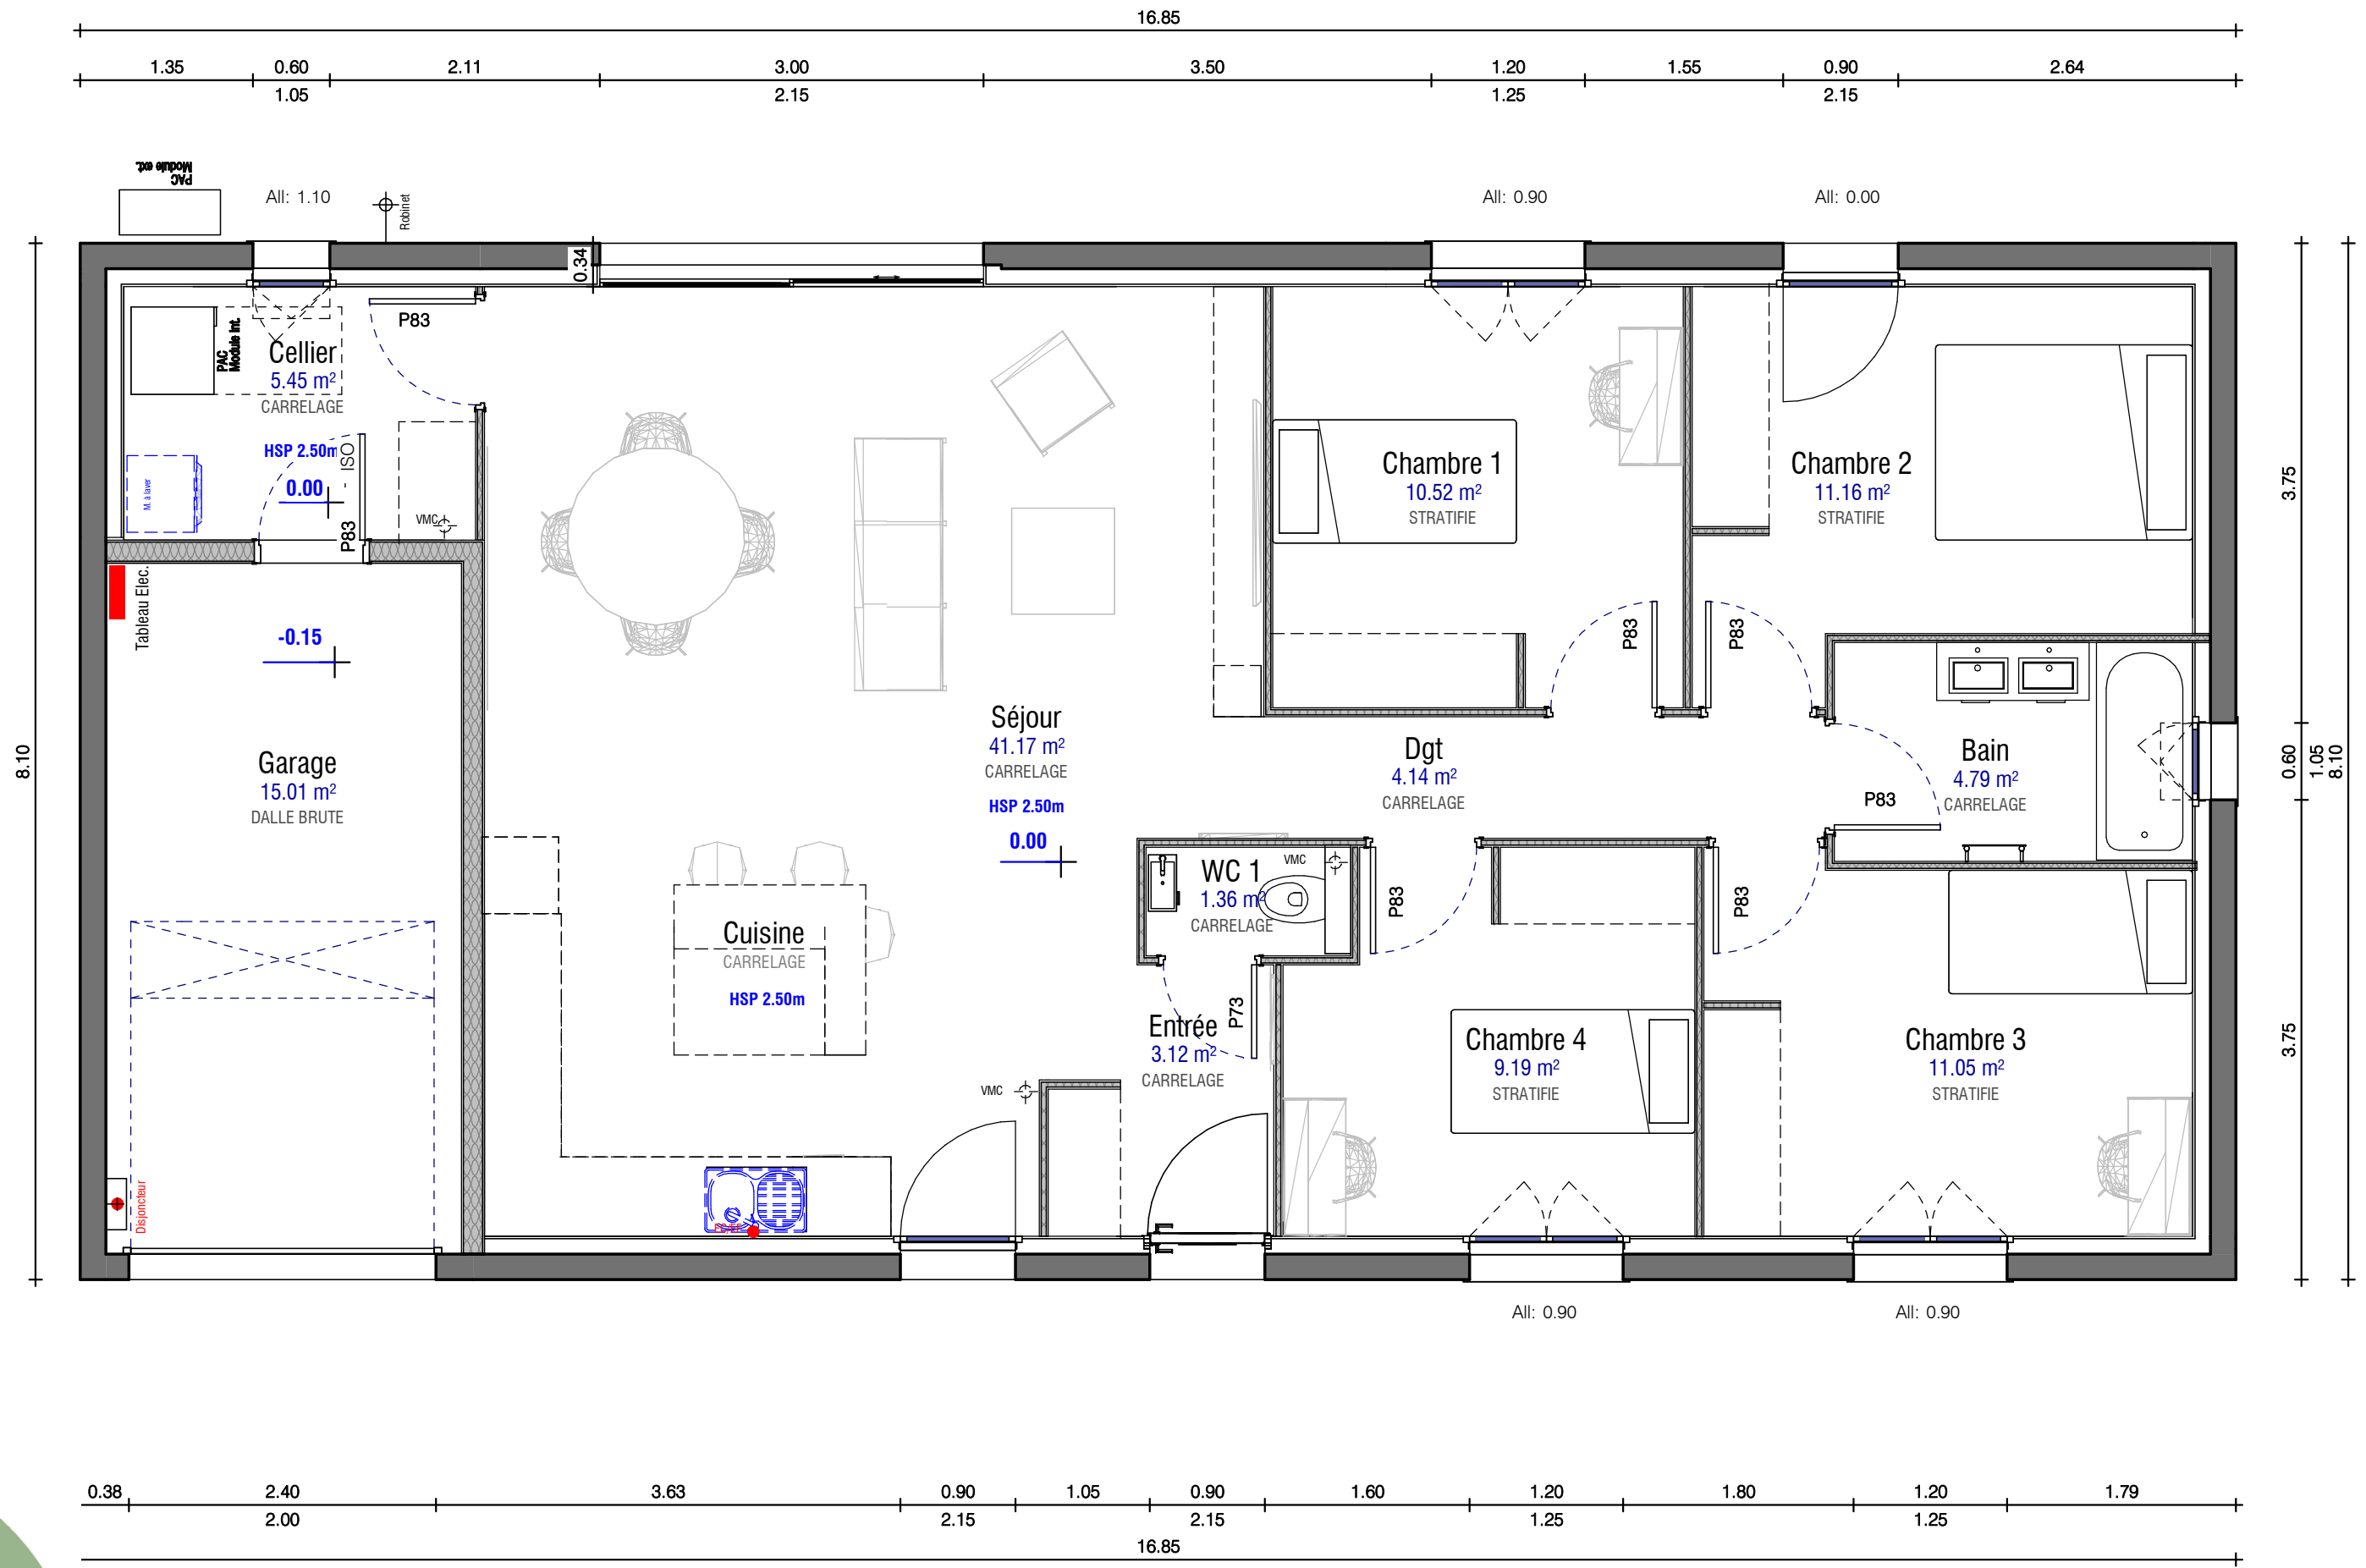 16.85
1.35 0.60 2.11 3.00 3.50 1.20 1.55 0.90 2.64
1.05 2.15 1.25 2.15
PAC
Module ext.
All: 1.10
Robinet
All: 0.90
All: 0.00
0.34
P83
PAC
Module int.
Cellier
5.45 m²
CARRELAGE
HSP 2.50m
0.00
P83 - ISO
M. à laver
VMC
Chambre 1
10.52 m²
STRATIFIE
P83
Chambre 2
11.16 m²
STRATIFIE
P83
3.75
Tableau Elec.
-0.15
Garage
15.01 m²
DALLE BRUTE
8.10
Séjour
41.17 m²
CARRELAGE
HSP 2.50m
0.00
Dgt
4.14 m²
CARRELAGE
Bain
4.79 m²
CARRELAGE
P83
0.60
1.05
8.10
WC 1
1.36 m²
CARRELAGE
VMC
P83
P83
Cuisine
CARRELAGE
HSP 2.50m
Entrée
3.12 m²
CARRELAGE
P73
VMC
Chambre 4
9.19 m²
STRATIFIE
Chambre 3
11.05 m²
STRATIFIE
3.75
Disjoncteur
All: 0.90
All: 0.90
0.38 2.40 3.63 0.90 1.05 0.90 1.60 1.20 1.80 1.20 1.79
2.00 2.15 2.15 1.25 1.25
16.85